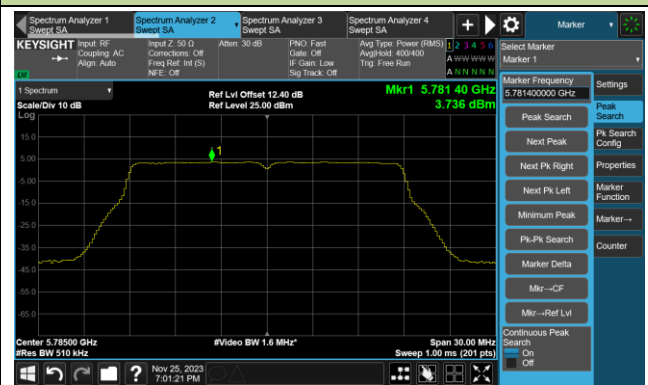 Spectrum Analyzer 1
Swept SA
Spectrum Analyzer 2
Swept SA
Spectrum Analyzer 3
Swept SA
Spectrum Analyzer 4
Swept SA
Marker
KEYSIGHT
Input: RF
Coupling: AC
Align: Auto
Input Z: 50 Ω
Corrections: Off
Freq Ref: Int (S)
NFE: Off
Atten: 30 dB
PNO: Fast
Gate: Off
IF Gain: Low
Sig Track: Off
Avg Type: Power (RMS)
Avg|Hold: 400/400
Trig: Free Run
1 2 3 4 5 6
A W W W W W
A N N N N N
Select Marker
Marker 1
1 Spectrum
Scale/Div 10 dB
Log
Ref Lvl Offset 12.40 dB
Ref Level 25.00 dBm
Mkr1 5.781 40 GHz
3.736 dBm
15.0
5.00
-5.00
-15.0
-25.0
-35.0
-45.0
-55.0
-65.0
1
Center 5.78500 GHz
#Res BW 510 kHz
#Video BW 1.6 MHz*
Span 30.00 MHz
Sweep 1.00 ms (201 pts)
Marker Frequency
5.781400000 GHz
Peak Search
Next Peak
Next Pk Right
Next Pk Left
Minimum Peak
Pk-Pk Search
Marker Delta
Mkr→CF
Mkr→Ref Lvl
Continuous Peak
Search
On
Off
Settings
Peak
Search
Pk Search
Config
Properties
Marker
Function
Marker→
Counter
Nov 25, 2023
7:01:21 PM